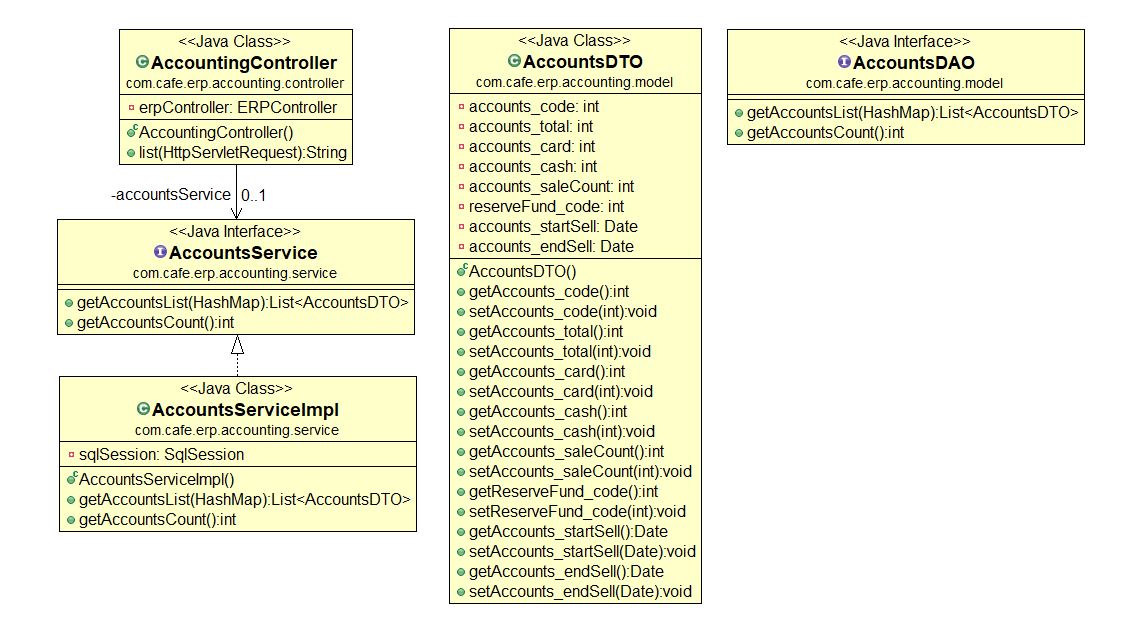 <<Java Class>>
AccountingController
com.cafe.erp.accounting.controller
erpController: ERPController
AccountingController()
list(HttpServletRequest):String
-accountsService
0..1
<<Java Interface>>
AccountsService
com.cafe.erp.accounting.service
getAccountsList(HashMap):List<AccountsDTO>
getAccountsCount():int
<<Java Class>>
AccountsServiceImpl
com.cafe.erp.accounting.service
sqlSession: SqlSession
AccountsServiceImpl()
getAccountsList(HashMap):List<AccountsDTO>
getAccountsCount():int
<<Java Class>>
AccountsDTO
com.cafe.erp.accounting.model
accounts_code: int
accounts_total: int
accounts_card: int
accounts_cash: int
accounts_saleCount: int
reserveFund_code: int
accounts_startSell: Date
accounts_endSell: Date
AccountsDTO()
getAccounts_code():int
setAccounts_code(int):void
getAccounts_total():int
setAccounts_total(int):void
getAccounts_card():int
setAccounts_card(int):void
getAccounts_cash():int
setAccounts_cash(int):void
getAccounts_saleCount():int
setAccounts_saleCount(int):void
getReserveFund_code():int
setReserveFund_code(int):void
getAccounts_startSell():Date
setAccounts_startSell(Date):void
getAccounts_endSell():Date
setAccounts_endSell(Date):void
<<Java Interface>>
AccountsDAO
com.cafe.erp.accounting.model
getAccountsList(HashMap):List<AccountsDTO>
getAccountsCount():int